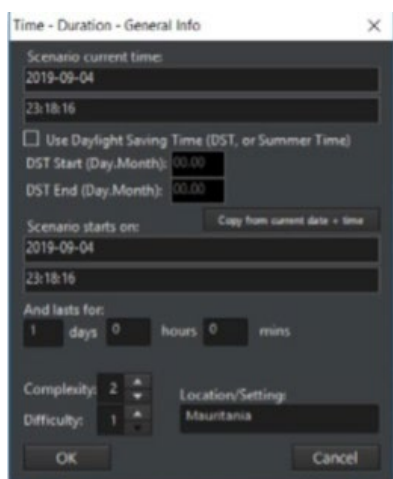 Time - Duration - General Info
Scenario current time:
2019-09-04
23:18:16
Use Daylight Saving Time (DST, or Summer Time)
DST Start (Day.Month): 00.00
DST End (Day.Month): 00.00
Copy from current date + time
Scenario starts on:
2019-09-04
23:18:16
And lasts for:
1 days 0 hours 0 mins
Complexity: 2
Location/Setting:
Difficulty: 1
Mauritania
OK Cancel